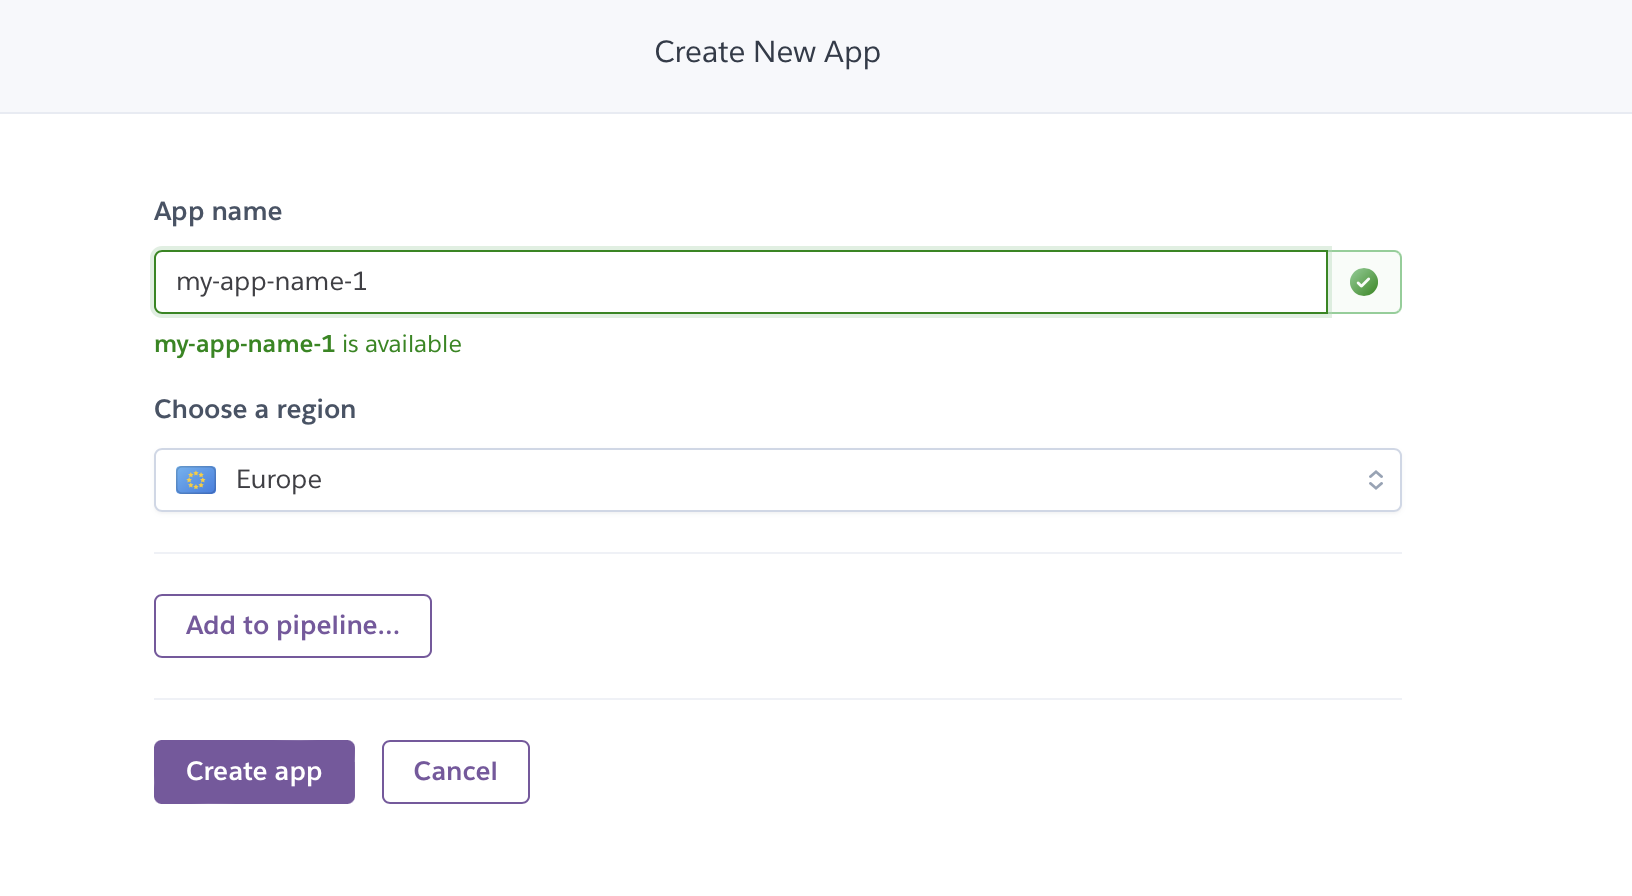 Create New App
App name
my-app-name-1
my-app-name-1 is available
Choose a region
Europe
Add to pipeline...
Create app
Cancel